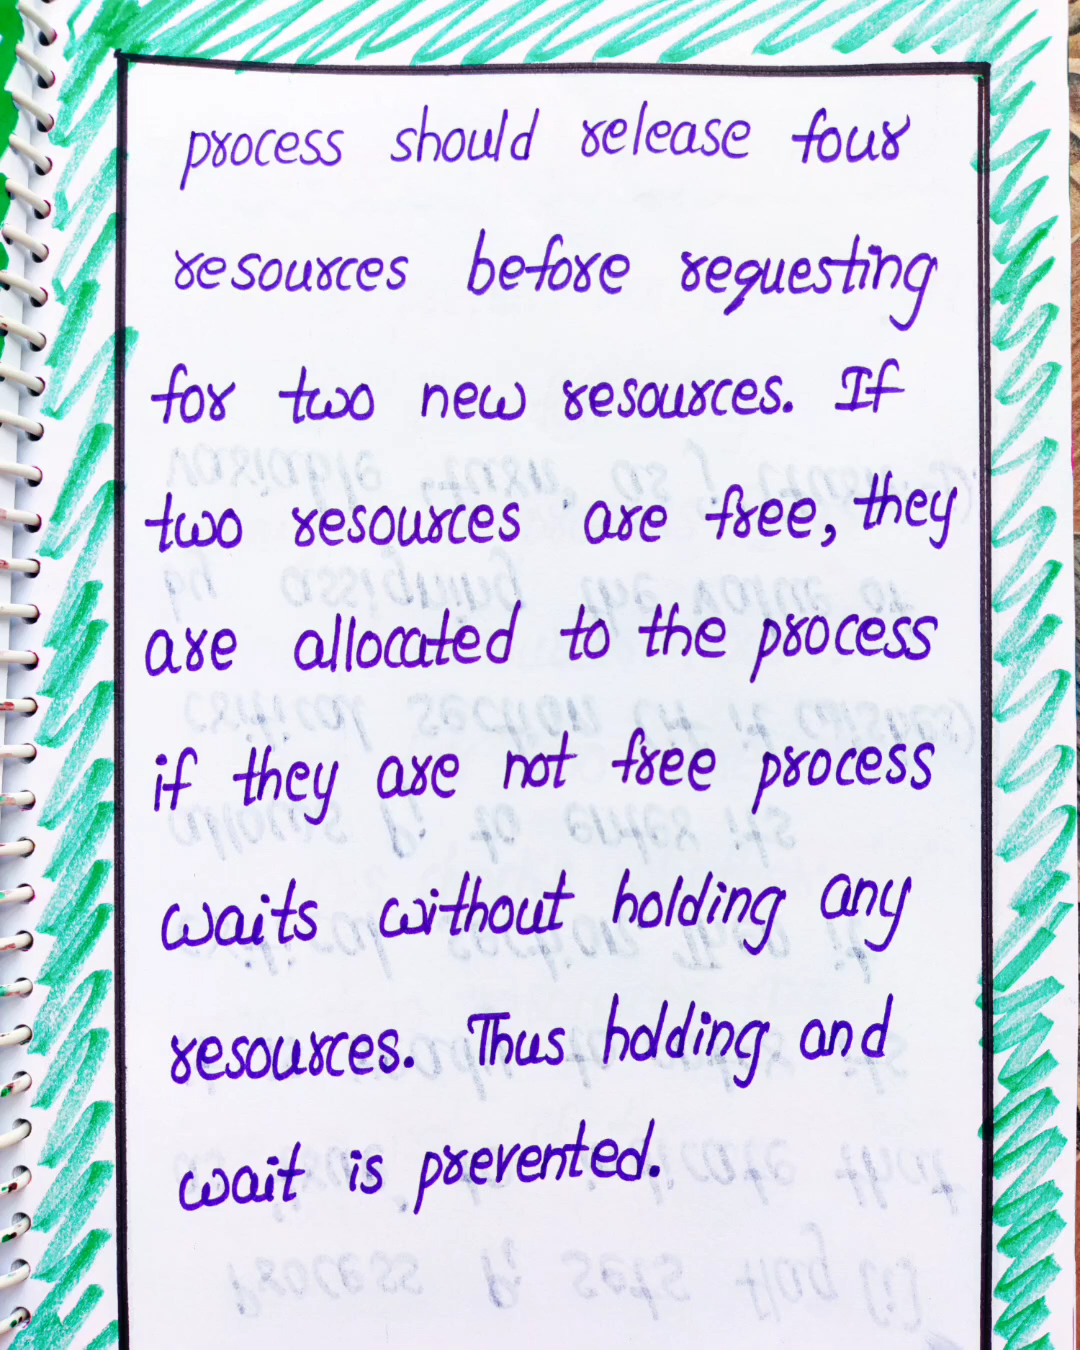 process should release four
resources before requesting
for two new resources. If
two resources are free, they
are allocated to the process
if they are not free process
waits without holding any
resources. Thus holding and
wait is prevented.